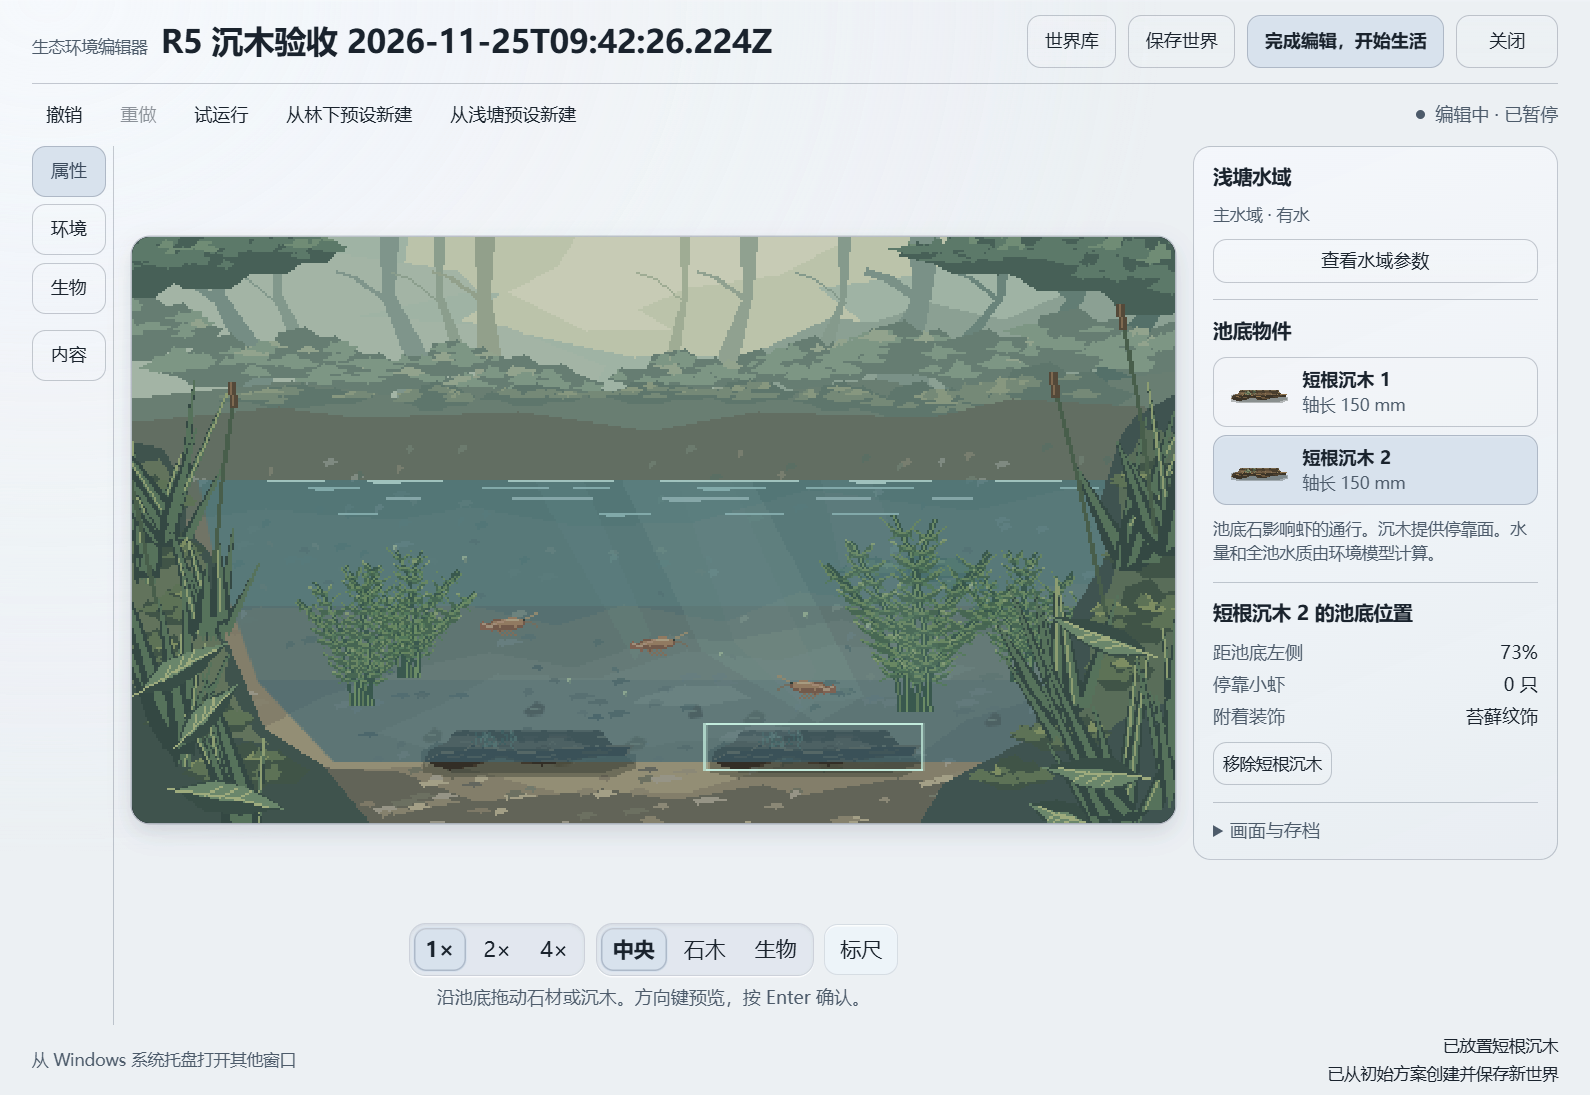 生态环境编辑器 R5 沉木验收 2026-11-25T09:42:26.224Z
世界库
保存世界
完成编辑，开始生活
关闭
撤销
重做
试运行
从林下预设新建
从浅塘预设新建
编辑中 · 已暂停
属性
环境
生物
内容
浅塘水域
主水域 · 有水
查看水域参数
池底物件
短根沉木 1
轴长 150 mm
短根沉木 2
轴长 150 mm
池底石影响虾的通行。沉木提供停靠面。水
量和全池水质由环境模型计算。
短根沉木 2 的池底位置
距池底左侧 73%
停靠小虾 0 只
附着装饰 苔藓纹饰
移除短根沉木
画面与存档
1×
2×
4×
中央
石木
生物
标尺
沿池底拖动石材或沉木。方向键预览，按 Enter 确认。
从 Windows 系统托盘打开其他窗口
已放置短根沉木
已从初始方案创建并保存新世界